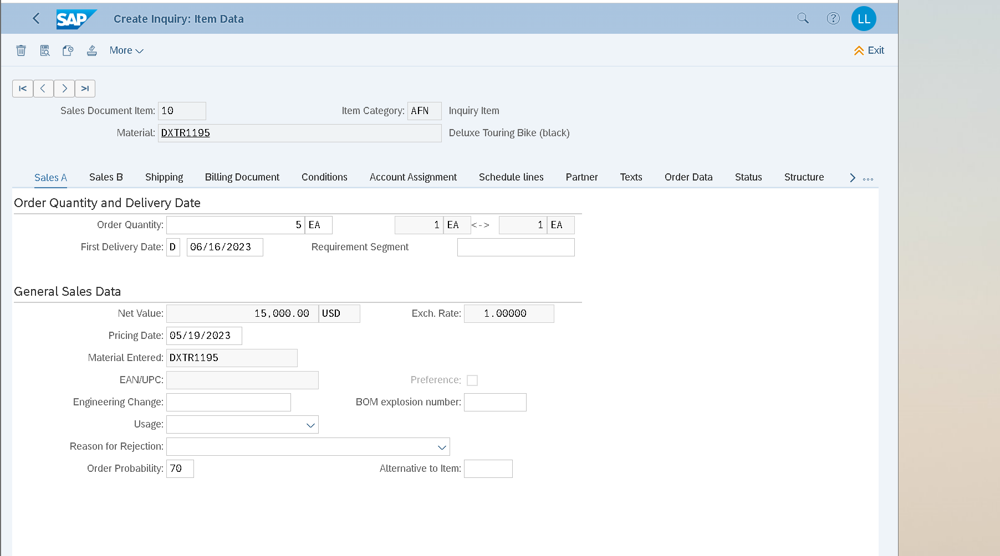 SAP Create Inquiry: Item Data LL
More Exit
Sales Document Item: 10 Item Category: AFN Inquiry Item
Material: DXTR1195 Deluxe Touring Bike (black)
Sales A Sales B Shipping Billing Document Conditions Account Assignment Schedule lines Partner Texts Order Data Status Structure
Order Quantity and Delivery Date
Order Quantity: 5 EA 1 EA <-> 1 EA
First Delivery Date: D 06/16/2023 Requirement Segment
General Sales Data
Net Value: 15,000.00 USD Exch. Rate: 1.00000
Pricing Date: 05/19/2023
Material Entered: DXTR1195
EAN/UPC: Preference:
Engineering Change: BOM explosion number:
Usage:
Reason for Rejection:
Order Probability: 70 Alternative to Item: